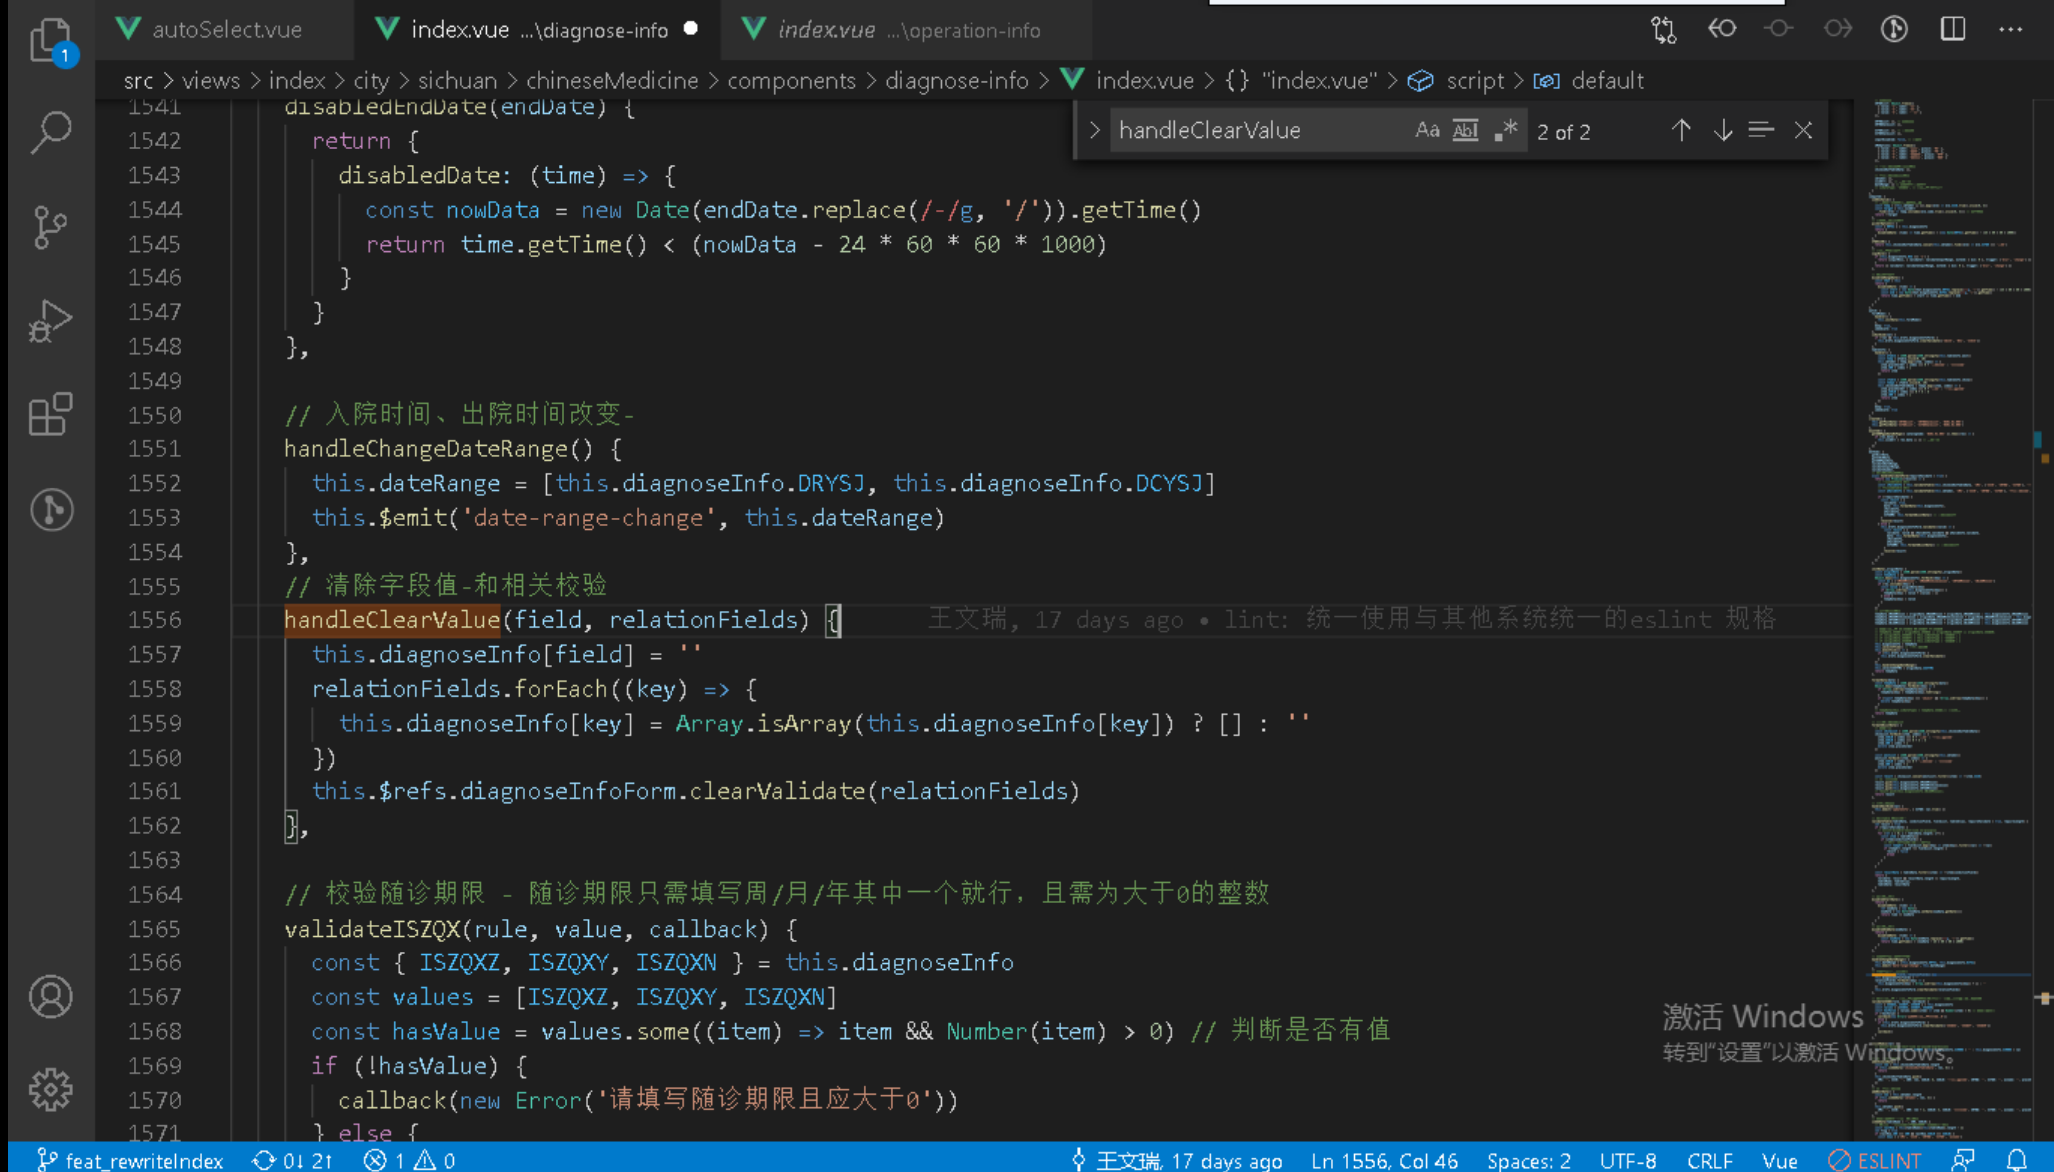 autoSelect.vue
index.vue ...\diagnose-info
index.vue ...\operation-info
1
src > views > index > city > sichuan > chineseMedicine > components > diagnose-info > index.vue > {} "index.vue" > script > default
handleClearValue
Aa Abl .* 2 of 2
1541 disabledEndDate(endDate) {
1542 return {
1543 disabledDate: (time) => {
1544 const nowData = new Date(endDate.replace(/-/g, '/')).getTime()
1545 return time.getTime() < (nowData - 24 * 60 * 60 * 1000)
1546 }
1547 }
1548 },
1549
1550 // 入院时间、出院时间改变-
1551 handleChangeDateRange() {
1552 this.dateRange = [this.diagnoseInfo.DRYSJ, this.diagnoseInfo.DCYSJ]
1553 this.$emit('date-range-change', this.dateRange)
1554 },
1555 // 清除字段值-和相关校验
1556 handleClearValue(field, relationFields) { 王文瑞, 17 days ago • lint: 统一使用与其他系统统一的eslint 规格
1557 this.diagnoseInfo[field] = ''
1558 relationFields.forEach((key) => {
1559 this.diagnoseInfo[key] = Array.isArray(this.diagnoseInfo[key]) ? [] : ''
1560 })
1561 this.$refs.diagnoseInfoForm.clearValidate(relationFields)
1562 },
1563
1564 // 校验随诊期限 - 随诊期限只需填写周/月/年其中一个就行，且需为大于0的整数
1565 validateISZQX(rule, value, callback) {
1566 const { ISZQXZ, ISZQXY, ISZQXN } = this.diagnoseInfo
1567 const values = [ISZQXZ, ISZQXY, ISZQXN]
1568 const hasValue = values.some((item) => item && Number(item) > 0) // 判断是否有值
1569 if (!hasValue) {
1570 callback(new Error('请填写随诊期限且应大于0'))
1571 } else {
激活 Windows
转到"设置"以激活 Windows。
feat_rewriteIndex 0↓ 2↑ 1 0 王文瑞, 17 days ago Ln 1556, Col 46 Spaces: 2 UTF-8 CRLF Vue ESLINT